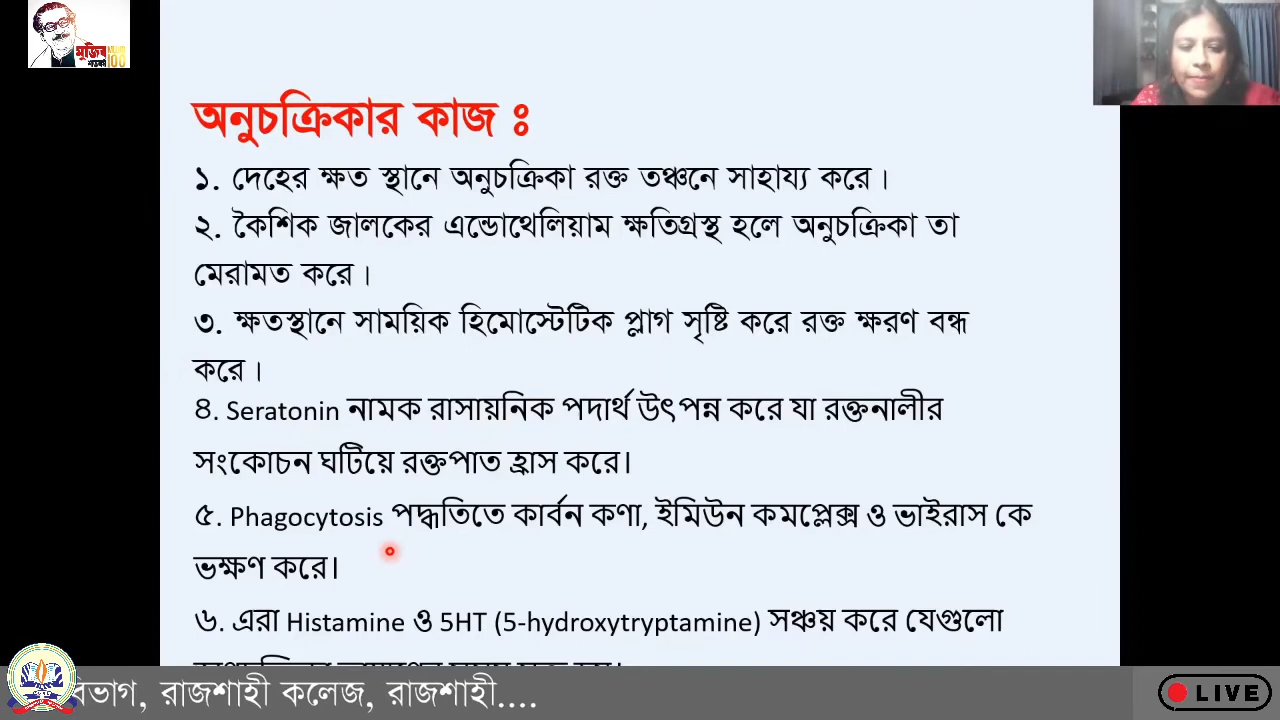 মুজিব
শতবর্ষ
100
অনুচক্রিকার কাজ ঃ
১. দেহের ক্ষত স্থানে অনুচক্রিকা রক্ত তঞ্চনে সাহায্য করে।
২. কৈশিক জালকের এন্ডোথেলিয়াম ক্ষতিগ্রস্থ হলে অনুচক্রিকা তা
মেরামত করে।
৩. ক্ষতস্থানে সাময়িক হিমোস্টেটিক প্লাগ সৃষ্টি করে রক্ত ক্ষরণ বন্ধ
করে।
৪. Seratonin নামক রাসায়নিক পদার্থ উৎপন্ন করে যা রক্তনালীর
সংকোচন ঘটিয়ে রক্তপাত হ্রাস করে।
৫. Phagocytosis পদ্ধতিতে কার্বন কণা, ইমিউন কমপ্লেক্স ও ভাইরাস কে
ভক্ষণ করে।
৬. এরা Histamine ও 5HT (5-hydroxytryptamine) সঞ্চয় করে যেগুলো
রাজশাহী কলেজ, রাজশাহী....
LIVE